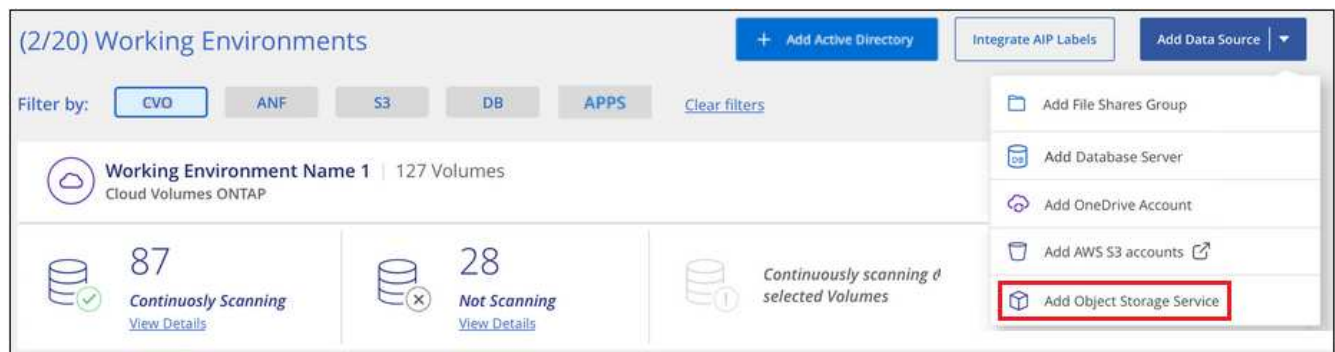 (2/20) Working Environments
+ Add Active Directory
Integrate AIP Labels
Add Data Source
Filter by:
CVO
ANF
S3
DB
APPS
Clear filters
Add File Shares Group
DB
Add Database Server
Add OneDrive Account
Add AWS S3 accounts
Add Object Storage Service
Working Environment Name 1 | 127 Volumes
Cloud Volumes ONTAP
87
Continuosly Scanning
View Details
28
Not Scanning
View Details
Continuously scanning
selected Volumes